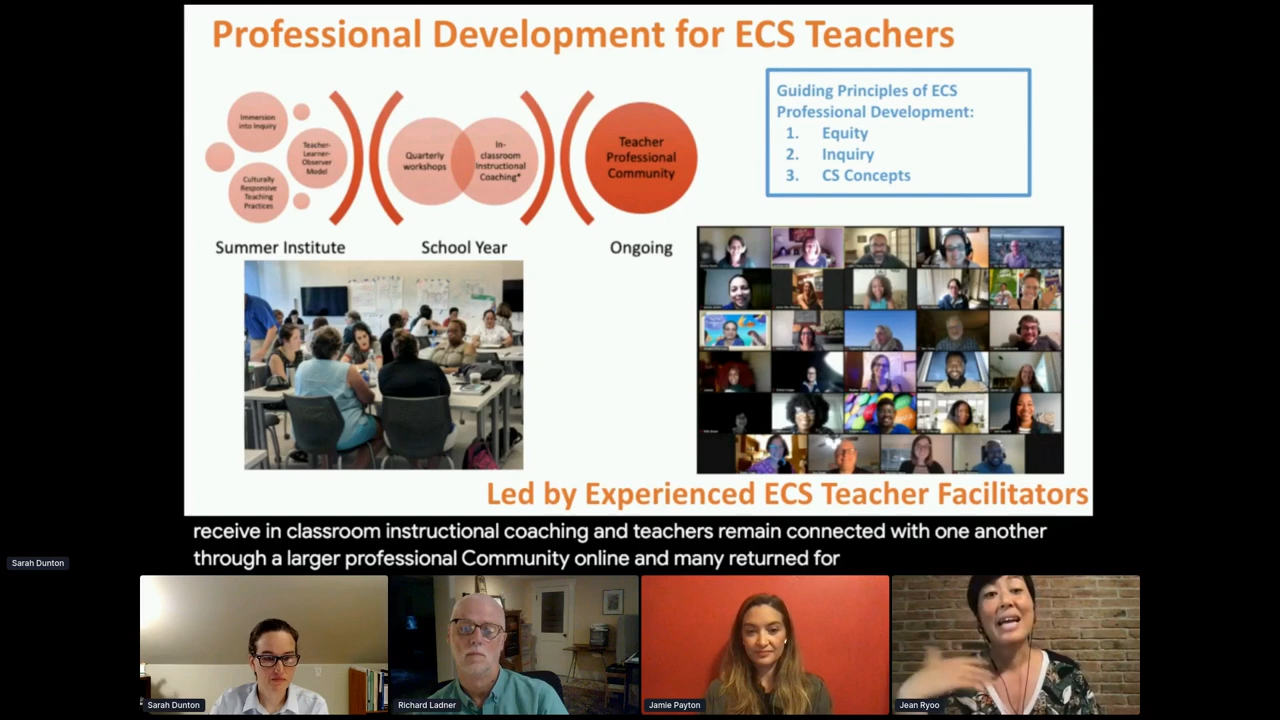 Professional Development for ECS Teachers
Immersion
into Inquiry
Teacher-
Learner-
Observer
Model
Culturally
Responsive
Teaching
Practices
Quarterly
workshops
In-
classroom
Instructional
Coaching*
Teacher
Professional
Community
Guiding Principles of ECS
Professional Development:
1. Equity
2. Inquiry
3. CS Concepts
Summer Institute
School Year
Ongoing
Led by Experienced ECS Teacher Facilitators
receive in classroom instructional coaching and teachers remain connected with one another
through a larger professional Community online and many returned for
Sarah Dunton
Sarah Dunton
Richard Ladner
Jamie Payton
Jean Ryoo